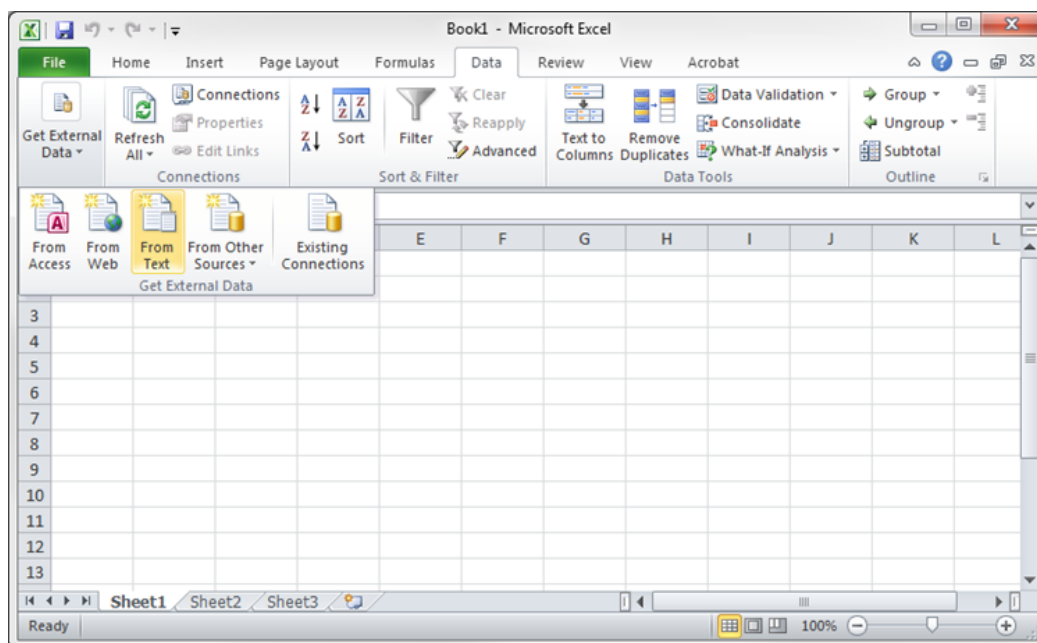 Book1 - Microsoft Excel
File Home Insert Page Layout Formulas Data Review View Acrobat
Get External Data
Refresh All
Connections
Properties
Edit Links
Connections
Sort
Filter
Clear
Reapply
Advanced
Sort & Filter
Text to Columns
Remove Duplicates
Data Validation
Consolidate
What-If Analysis
Data Tools
Group
Ungroup
Subtotal
Outline
From Access
From Web
From Text
From Other Sources
Existing Connections
Get External Data
E F G H I J K L
3
4
5
6
7
8
9
10
11
12
13
Sheet1 Sheet2 Sheet3
Ready 100%